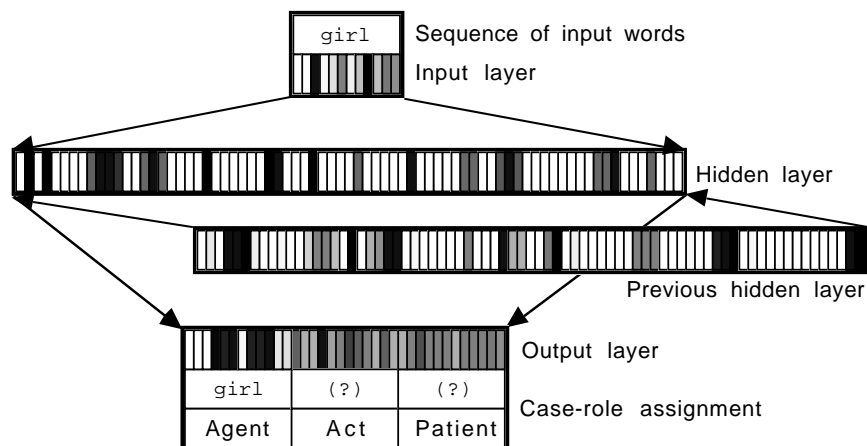 girl
Sequence of input words
Input layer
Hidden layer
Previous hidden layer
Output layer
girl (?) (?)
Case-role assignment
Agent Act Patient